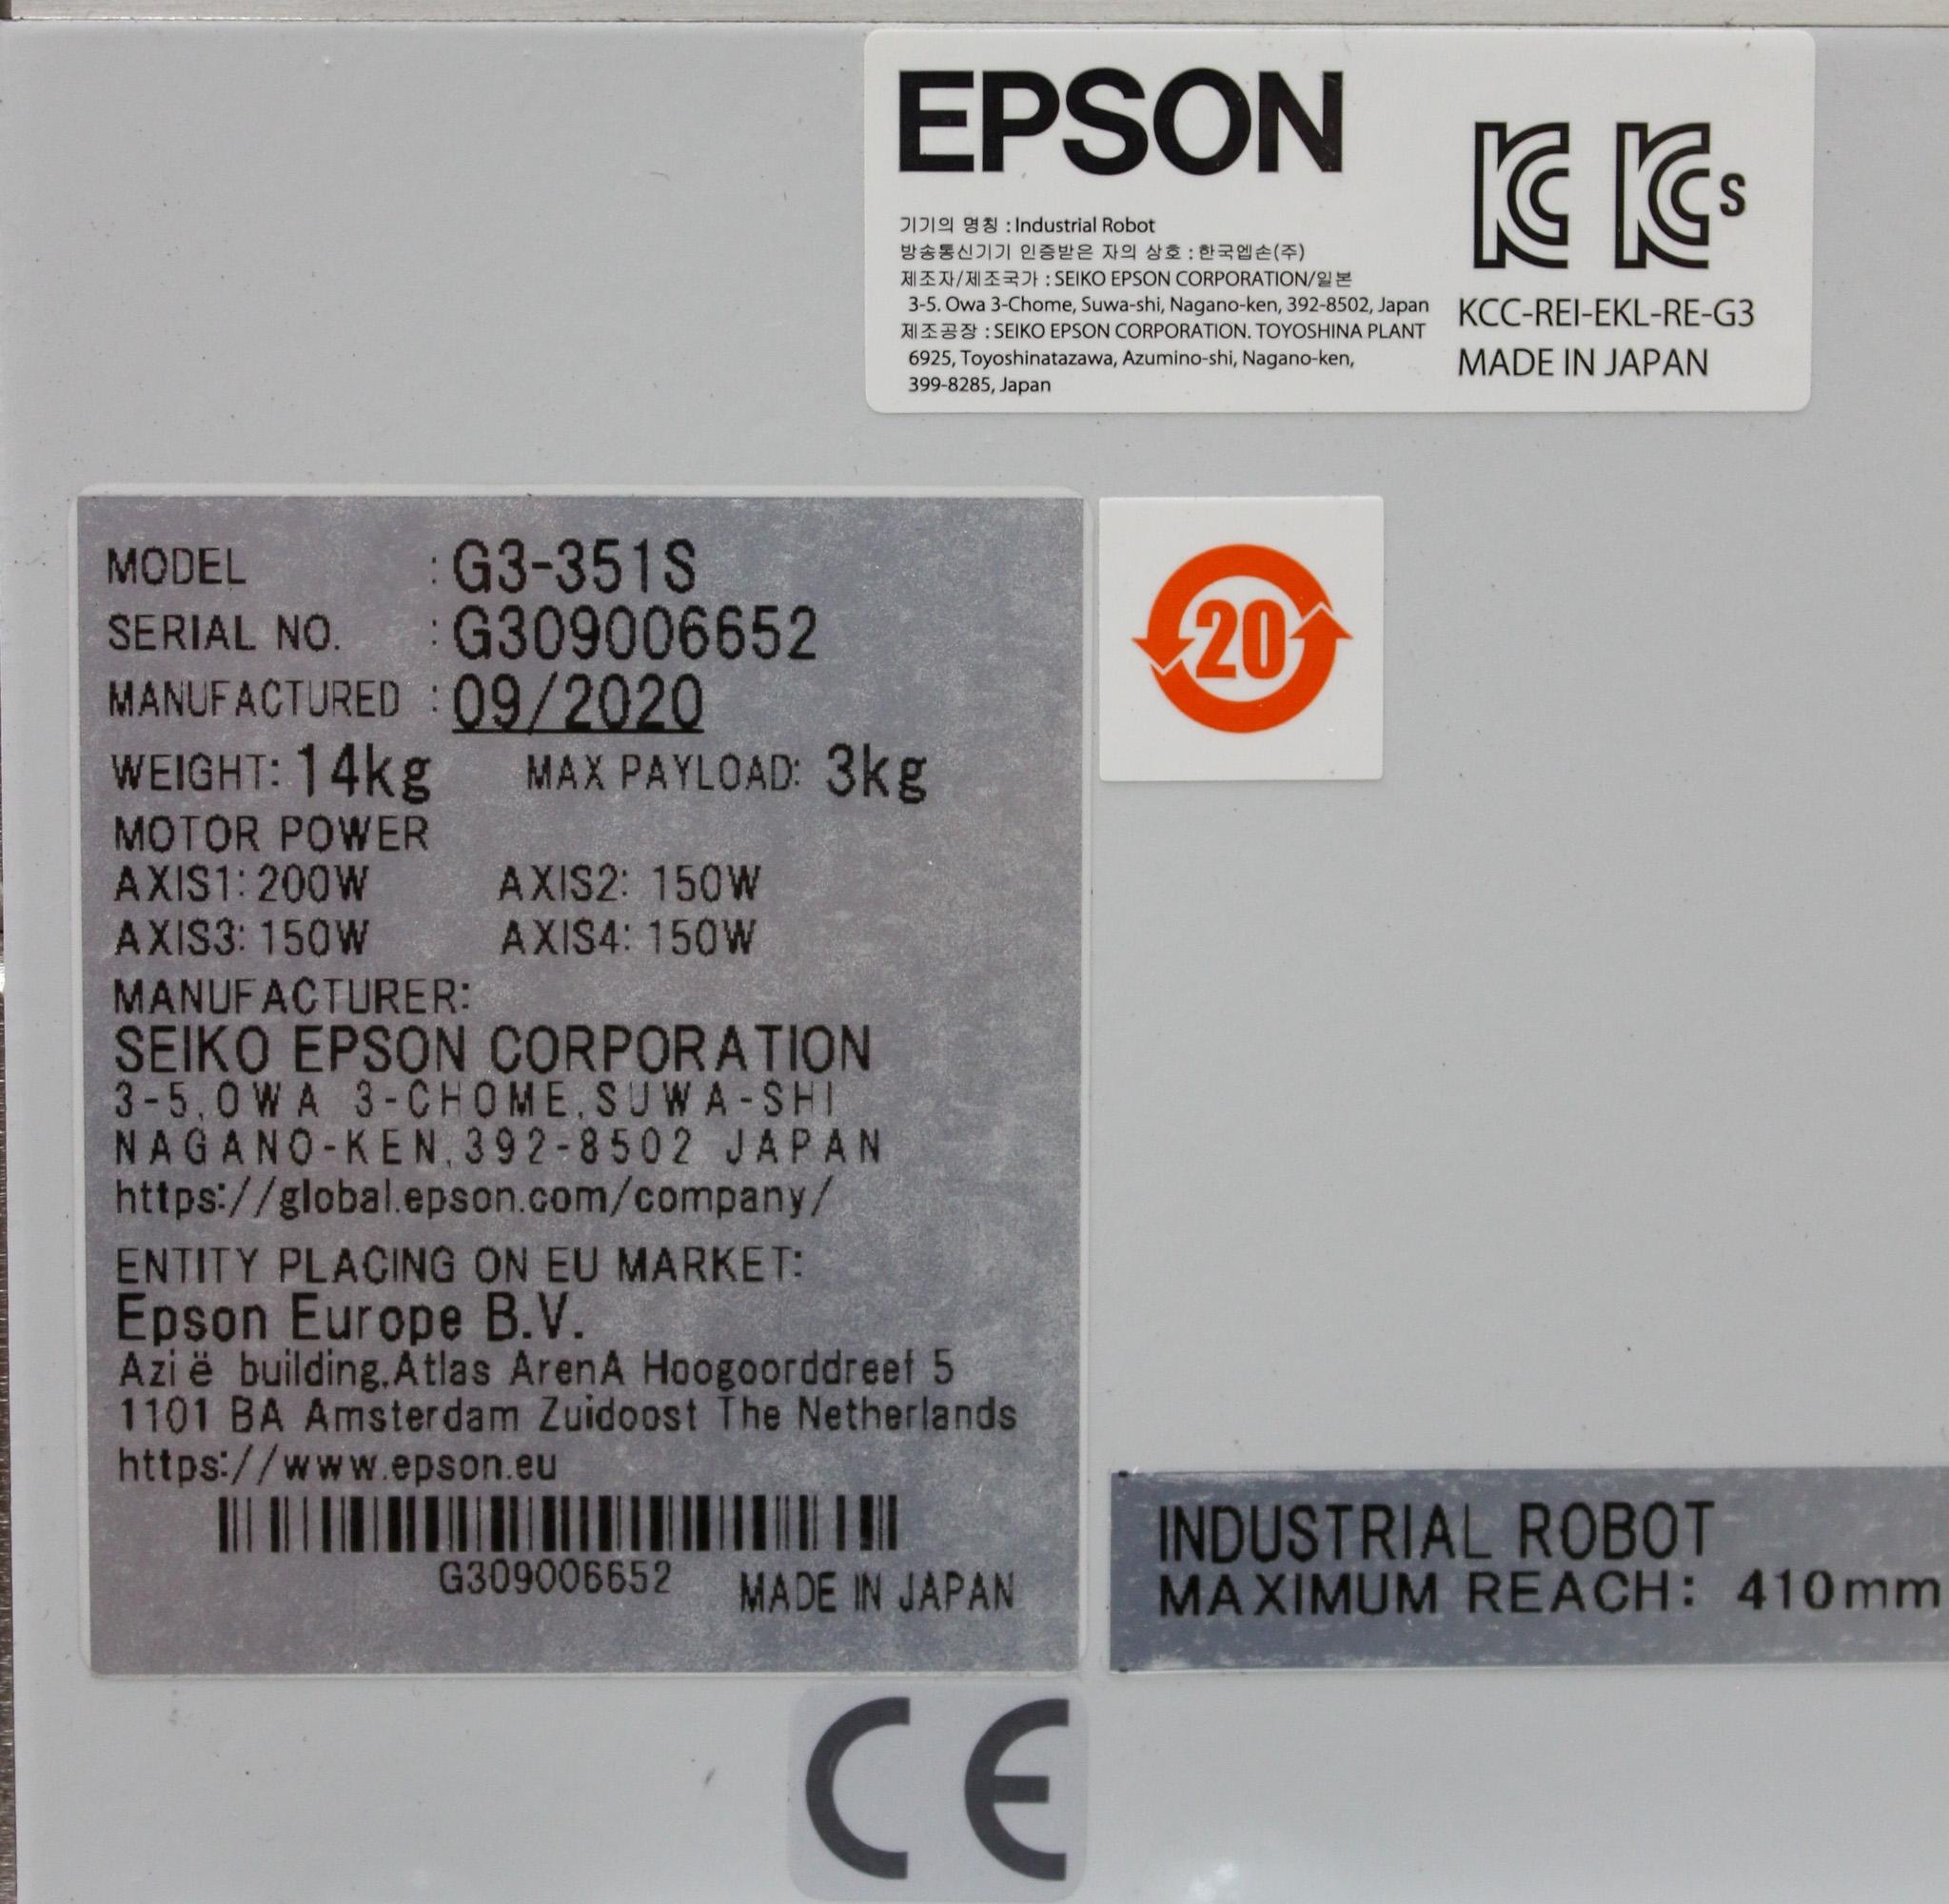 EPSON
기기의 명칭 : Industrial Robot
방송통신기기 인증받은 자의 상호 : 한국엡손(주)
제조자/제조국가 : SEIKO EPSON CORPORATION/일본
3-5. Owa 3-Chome, Suwa-shi, Nagano-ken, 392-8502, Japan
제조공장 : SEIKO EPSON CORPORATION. TOYOSHINA PLANT
6925, Toyoshinatazawa, Azumino-shi, Nagano-ken,
399-8285, Japan
KC KCs
KCC-REI-EKL-RE-G3
MADE IN JAPAN
MODEL : G3-351S
SERIAL NO. : G309006652
MANUFACTURED : 09/2020
WEIGHT: 14kg MAX PAYLOAD: 3kg
MOTOR POWER
AXIS1: 200W AXIS2: 150W
AXIS3: 150W AXIS4: 150W
MANUFACTURER:
SEIKO EPSON CORPORATION
3-5,OWA 3-CHOME,SUWA-SHI
NAGANO-KEN,392-8502 JAPAN
https://global.epson.com/company/
ENTITY PLACING ON EU MARKET:
Epson Europe B.V.
Azië building,Atlas ArenA Hoogoorddreef 5
1101 BA Amsterdam Zuidoost The Netherlands
https://www.epson.eu
G309006652
MADE IN JAPAN
20
INDUSTRIAL ROBOT
MAXIMUM REACH: 410mm
CE